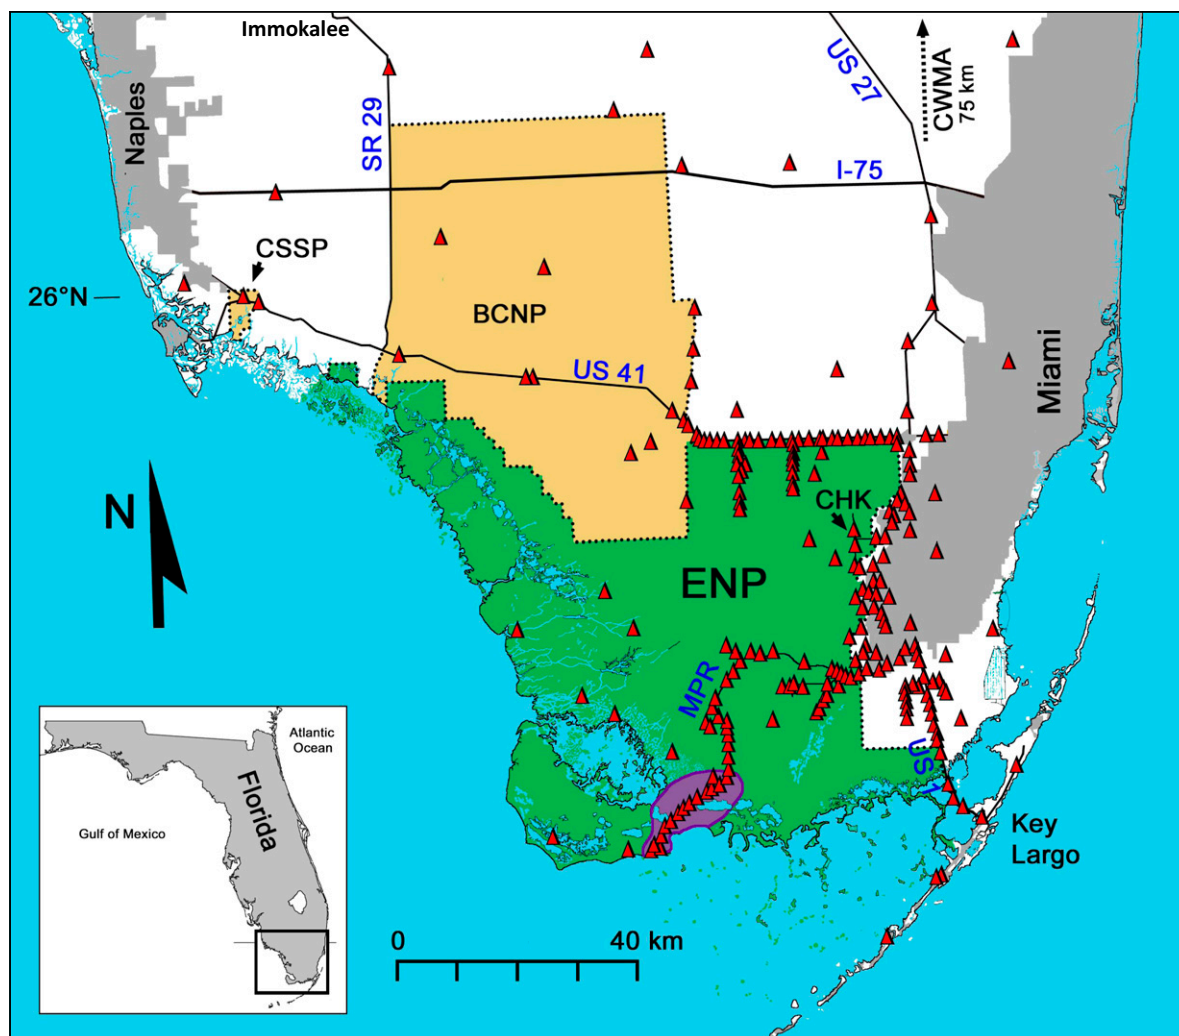 Immokalee
Naples
SR 29
US 27
CWMA
75 km
I-75
CSSP
26°N
BCNP
US 41
Miami
CHK
N
ENP
MPR
US 1
Key
Largo
Atlantic
Ocean
Florida
Gulf of Mexico
0
40 km